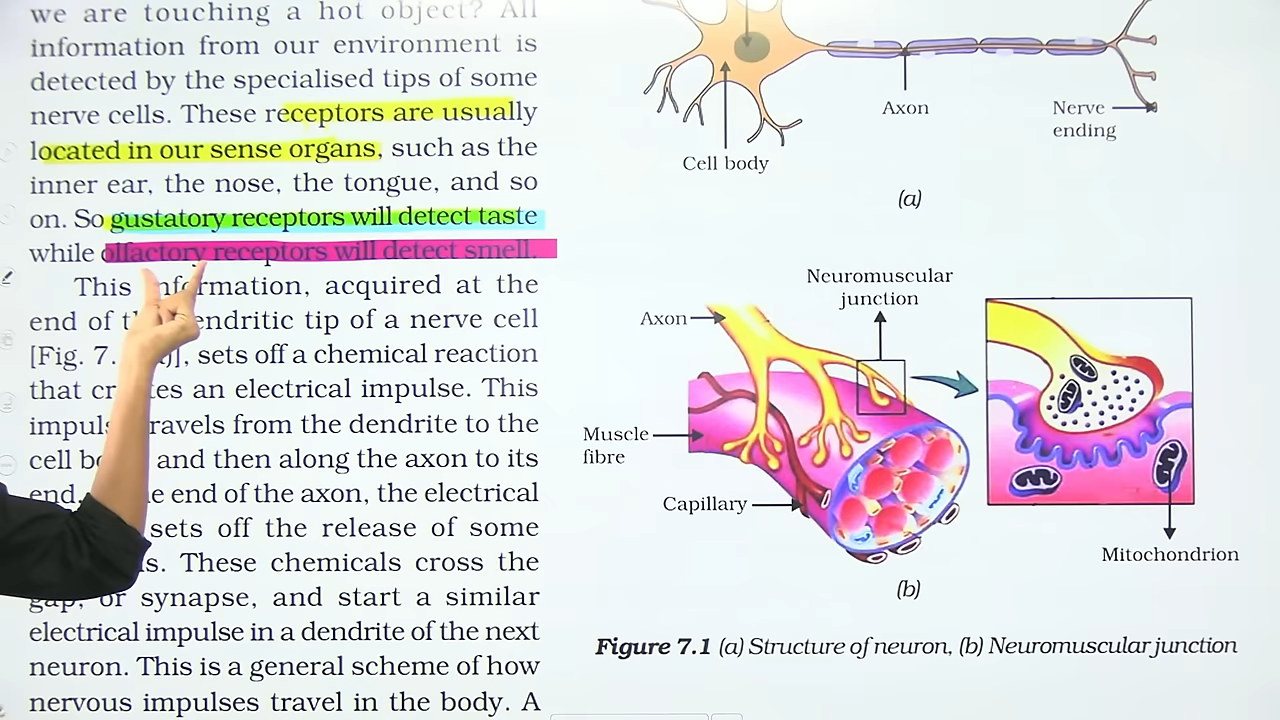 we are touching a hot object? All
information from our environment is
detected by the specialised tips of some
nerve cells. These receptors are usually
located in our sense organs, such as the
inner ear, the nose, the tongue, and so
on. So gustatory receptors will detect taste
while olfactory receptors will detect smell.
This information, acquired at the
end of the dendritic tip of a nerve cell
[Fig. 7. sets off a chemical reaction
that creates an electrical impulse. This
impulse travels from the dendrite to the
cell and then along the axon to its
end. end of the axon, the electrical
sets off the release of some
These chemicals cross the
gap, or synapse, and start a similar
electrical impulse in a dendrite of the next
neuron. This is a general scheme of how
nervous impulses travel in the body. A
Axon
Nerve
ending
Cell body
(a)
Neuromuscular
junction
Axon
Muscle
fibre
Capillary
Mitochondrion
(b)
Figure 7.1 (a) Structure of neuron, (b) Neuromuscular junction